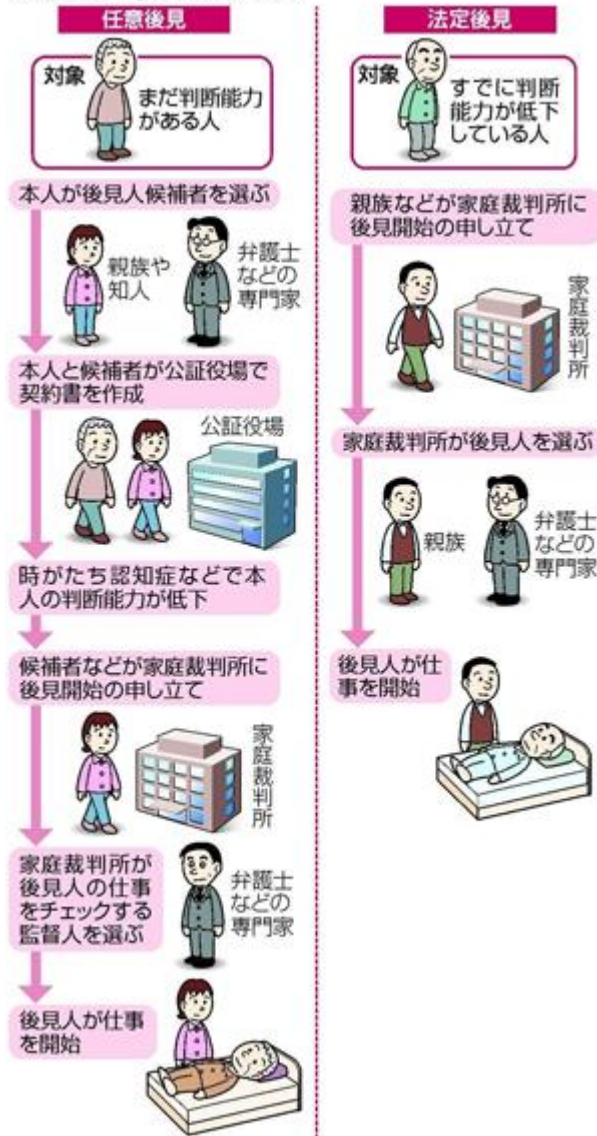 任意後見
対象
まだ判断能力
がある人
本人が後見人候補者を選ぶ
親族や
知人
弁護士
などの
専門家
本人と候補者が公証役場で
契約書を作成
公証役場
時がたち認知症などで本
人の判断能力が低下
候補者などが家庭裁判所に
後見開始の申し立て
家庭裁判所
家庭裁判所が
後見人の仕事
をチェックする
監督人を選ぶ
弁護士
などの
専門家
後見人が仕事
を開始
法定後見
対象
すでに判断
能力が低下
している人
親族などが家庭裁判所に
後見開始の申し立て
家庭裁判所
家庭裁判所が後見人を選ぶ
親族
弁護士
などの
専門家
後見人が仕
事を開始